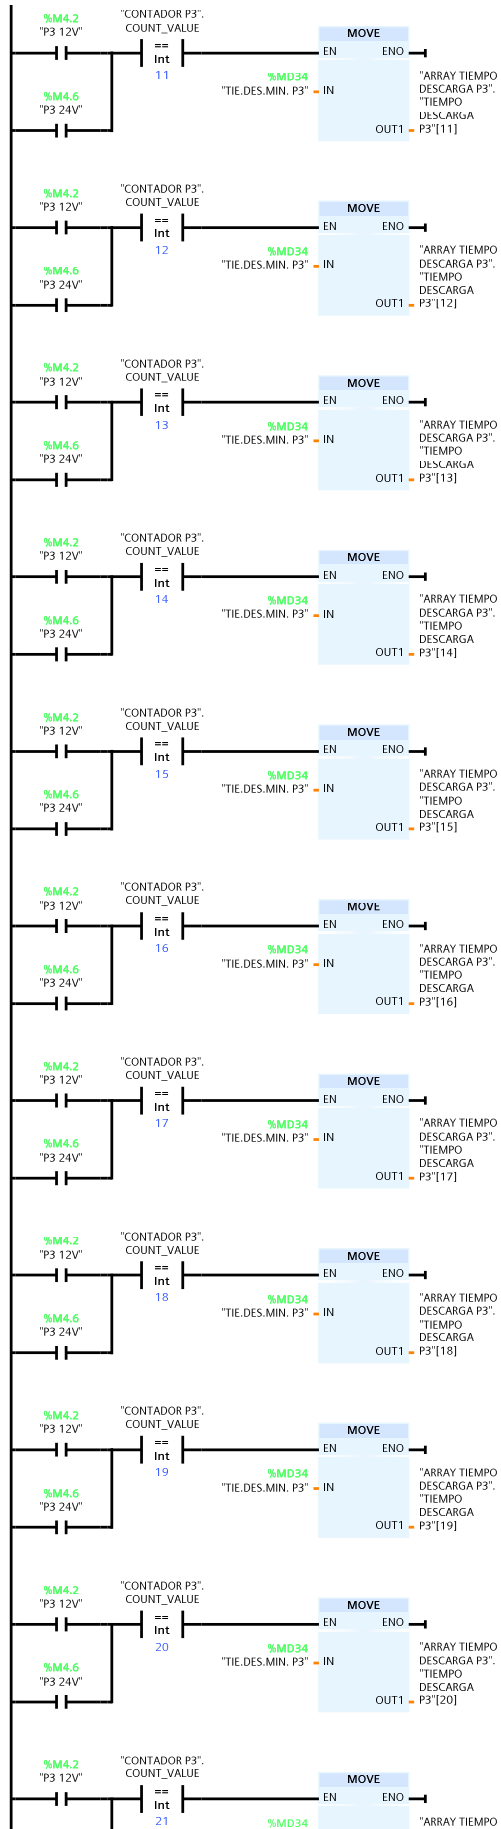 %M4.2
"P3 12V"
"CONTADOR P3".
COUNT_VALUE
==
Int
11
MOVE
EN ENO
%MD34
"TIE.DES.MIN. P3" IN
"ARRAY TIEMPO
DESCARGA P3".
"TIEMPO
DESCARGA
OUT1 P3"[11]
%M4.6
"P3 24V"
%M4.2
"P3 12V"
"CONTADOR P3".
COUNT_VALUE
==
Int
12
MOVE
EN ENO
%MD34
"TIE.DES.MIN. P3" IN
"ARRAY TIEMPO
DESCARGA P3".
"TIEMPO
DESCARGA
OUT1 P3"[12]
%M4.6
"P3 24V"
%M4.2
"P3 12V"
"CONTADOR P3".
COUNT_VALUE
==
Int
13
MOVE
EN ENO
%MD34
"TIE.DES.MIN. P3" IN
"ARRAY TIEMPO
DESCARGA P3".
"TIEMPO
DESCARGA
OUT1 P3"[13]
%M4.6
"P3 24V"
%M4.2
"P3 12V"
"CONTADOR P3".
COUNT_VALUE
==
Int
14
MOVE
EN ENO
%MD34
"TIE.DES.MIN. P3" IN
"ARRAY TIEMPO
DESCARGA P3".
"TIEMPO
DESCARGA
OUT1 P3"[14]
%M4.6
"P3 24V"
%M4.2
"P3 12V"
"CONTADOR P3".
COUNT_VALUE
==
Int
15
MOVE
EN ENO
%MD34
"TIE.DES.MIN. P3" IN
"ARRAY TIEMPO
DESCARGA P3".
"TIEMPO
DESCARGA
OUT1 P3"[15]
%M4.6
"P3 24V"
%M4.2
"P3 12V"
"CONTADOR P3".
COUNT_VALUE
==
Int
16
MOVE
EN ENO
%MD34
"TIE.DES.MIN. P3" IN
"ARRAY TIEMPO
DESCARGA P3".
"TIEMPO
DESCARGA
OUT1 P3"[16]
%M4.6
"P3 24V"
%M4.2
"P3 12V"
"CONTADOR P3".
COUNT_VALUE
==
Int
17
MOVE
EN ENO
%MD34
"TIE.DES.MIN. P3" IN
"ARRAY TIEMPO
DESCARGA P3".
"TIEMPO
DESCARGA
OUT1 P3"[17]
%M4.6
"P3 24V"
%M4.2
"P3 12V"
"CONTADOR P3".
COUNT_VALUE
==
Int
18
MOVE
EN ENO
%MD34
"TIE.DES.MIN. P3" IN
"ARRAY TIEMPO
DESCARGA P3".
"TIEMPO
DESCARGA
OUT1 P3"[18]
%M4.6
"P3 24V"
%M4.2
"P3 12V"
"CONTADOR P3".
COUNT_VALUE
==
Int
19
MOVE
EN ENO
%MD34
"TIE.DES.MIN. P3" IN
"ARRAY TIEMPO
DESCARGA P3".
"TIEMPO
DESCARGA
OUT1 P3"[19]
%M4.6
"P3 24V"
%M4.2
"P3 12V"
"CONTADOR P3".
COUNT_VALUE
==
Int
20
MOVE
EN ENO
%MD34
"TIE.DES.MIN. P3" IN
"ARRAY TIEMPO
DESCARGA P3".
"TIEMPO
DESCARGA
OUT1 P3"[20]
%M4.6
"P3 24V"
%M4.2
"P3 12V"
"CONTADOR P3".
COUNT_VALUE
==
Int
21
MOVE
EN ENO
%MD34
"ARRAY TIEMPO